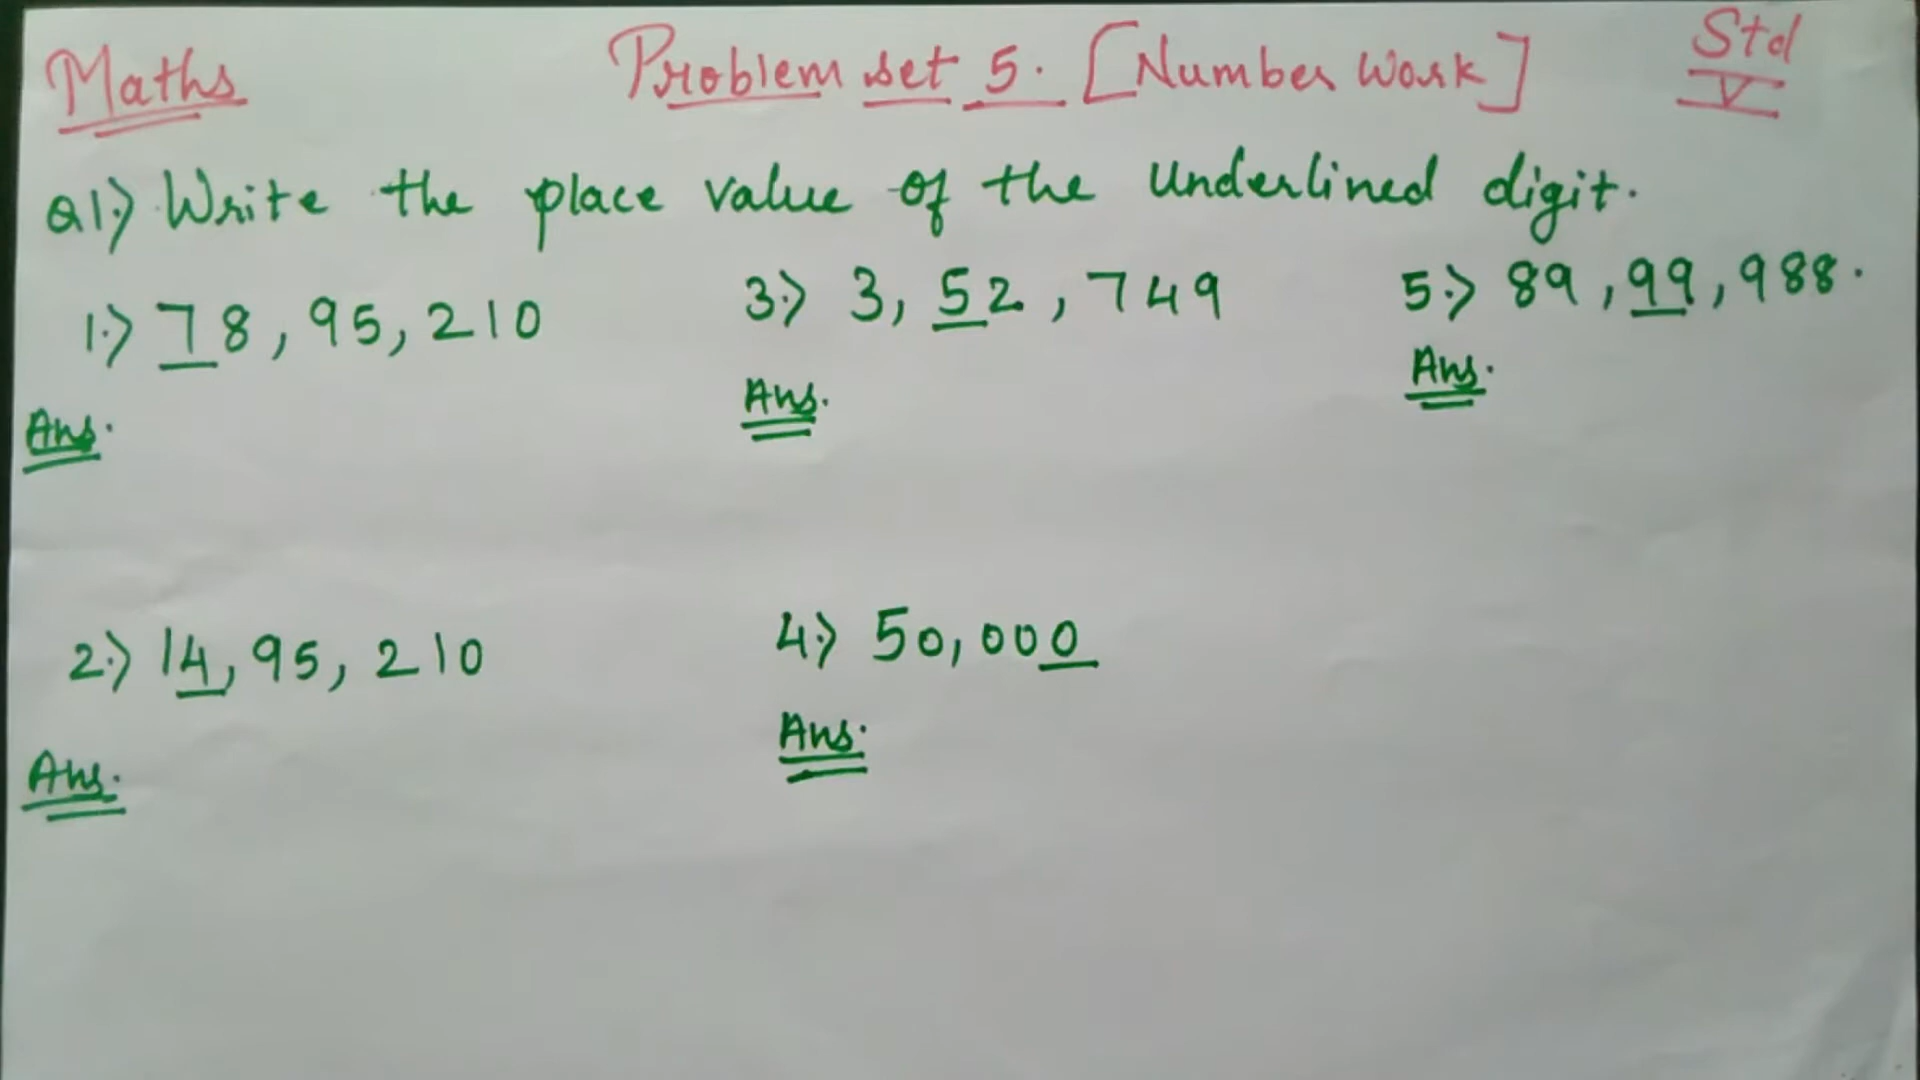 Maths Problem set 5. [Number Work] Std V
Q1.) Write the place value of the underlined digit.
1.) 78,95,210 3.) 3,52,749 5.) 89,99,988.
Ans. Ans. Ans.
2.) 14,95,210 4.) 50,000
Ans. Ans.